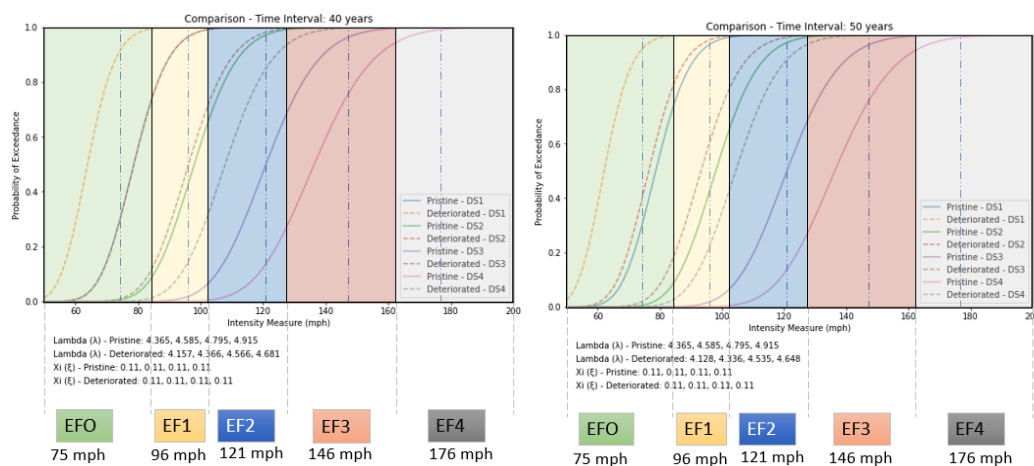 Comparison - Time Interval: 40 years
Probability of Exceedance
1.0
0.8
0.6
0.4
0.2
0.0
Pristine - DS1
Deteriorated - DS1
Pristine - DS2
Deteriorated - DS2
Pristine - DS3
Deteriorated - DS3
Pristine - DS4
Deteriorated - DS4
60 80 100 120 140 160 180 200
Intensity Measure (mph)
Lambda (λ) - Pristine: 4.365, 4.585, 4.795, 4.915
Lambda (λ) - Deteriorated: 4.157, 4.366, 4.566, 4.681
Xi (ξ) - Pristine: 0.11, 0.11, 0.11, 0.11
Xi (ξ) - Deteriorated: 0.11, 0.11, 0.11, 0.11
EFO EF1 EF2 EF3 EF4
75 mph 96 mph 121 mph 146 mph 176 mph
Comparison - Time Interval: 50 years
Probability of Exceedance
1.0
0.8
0.6
0.4
0.2
0.0
Pristine - DS1
Deteriorated - DS1
Pristine - DS2
Deteriorated - DS2
Pristine - DS3
Deteriorated - DS3
Pristine - DS4
Deteriorated - DS4
60 80 100 120 140 160 180 200
Intensity Measure (mph)
Lambda (λ) - Pristine: 4.365, 4.585, 4.795, 4.915
Lambda (λ) - Deteriorated: 4.128, 4.336, 4.535, 4.648
Xi (ξ) - Pristine: 0.11, 0.11, 0.11, 0.11
Xi (ξ) - Deteriorated: 0.11, 0.11, 0.11, 0.11
EFO EF1 EF2 EF3 EF4
75 mph 96 mph 121 mph 146 mph 176 mph